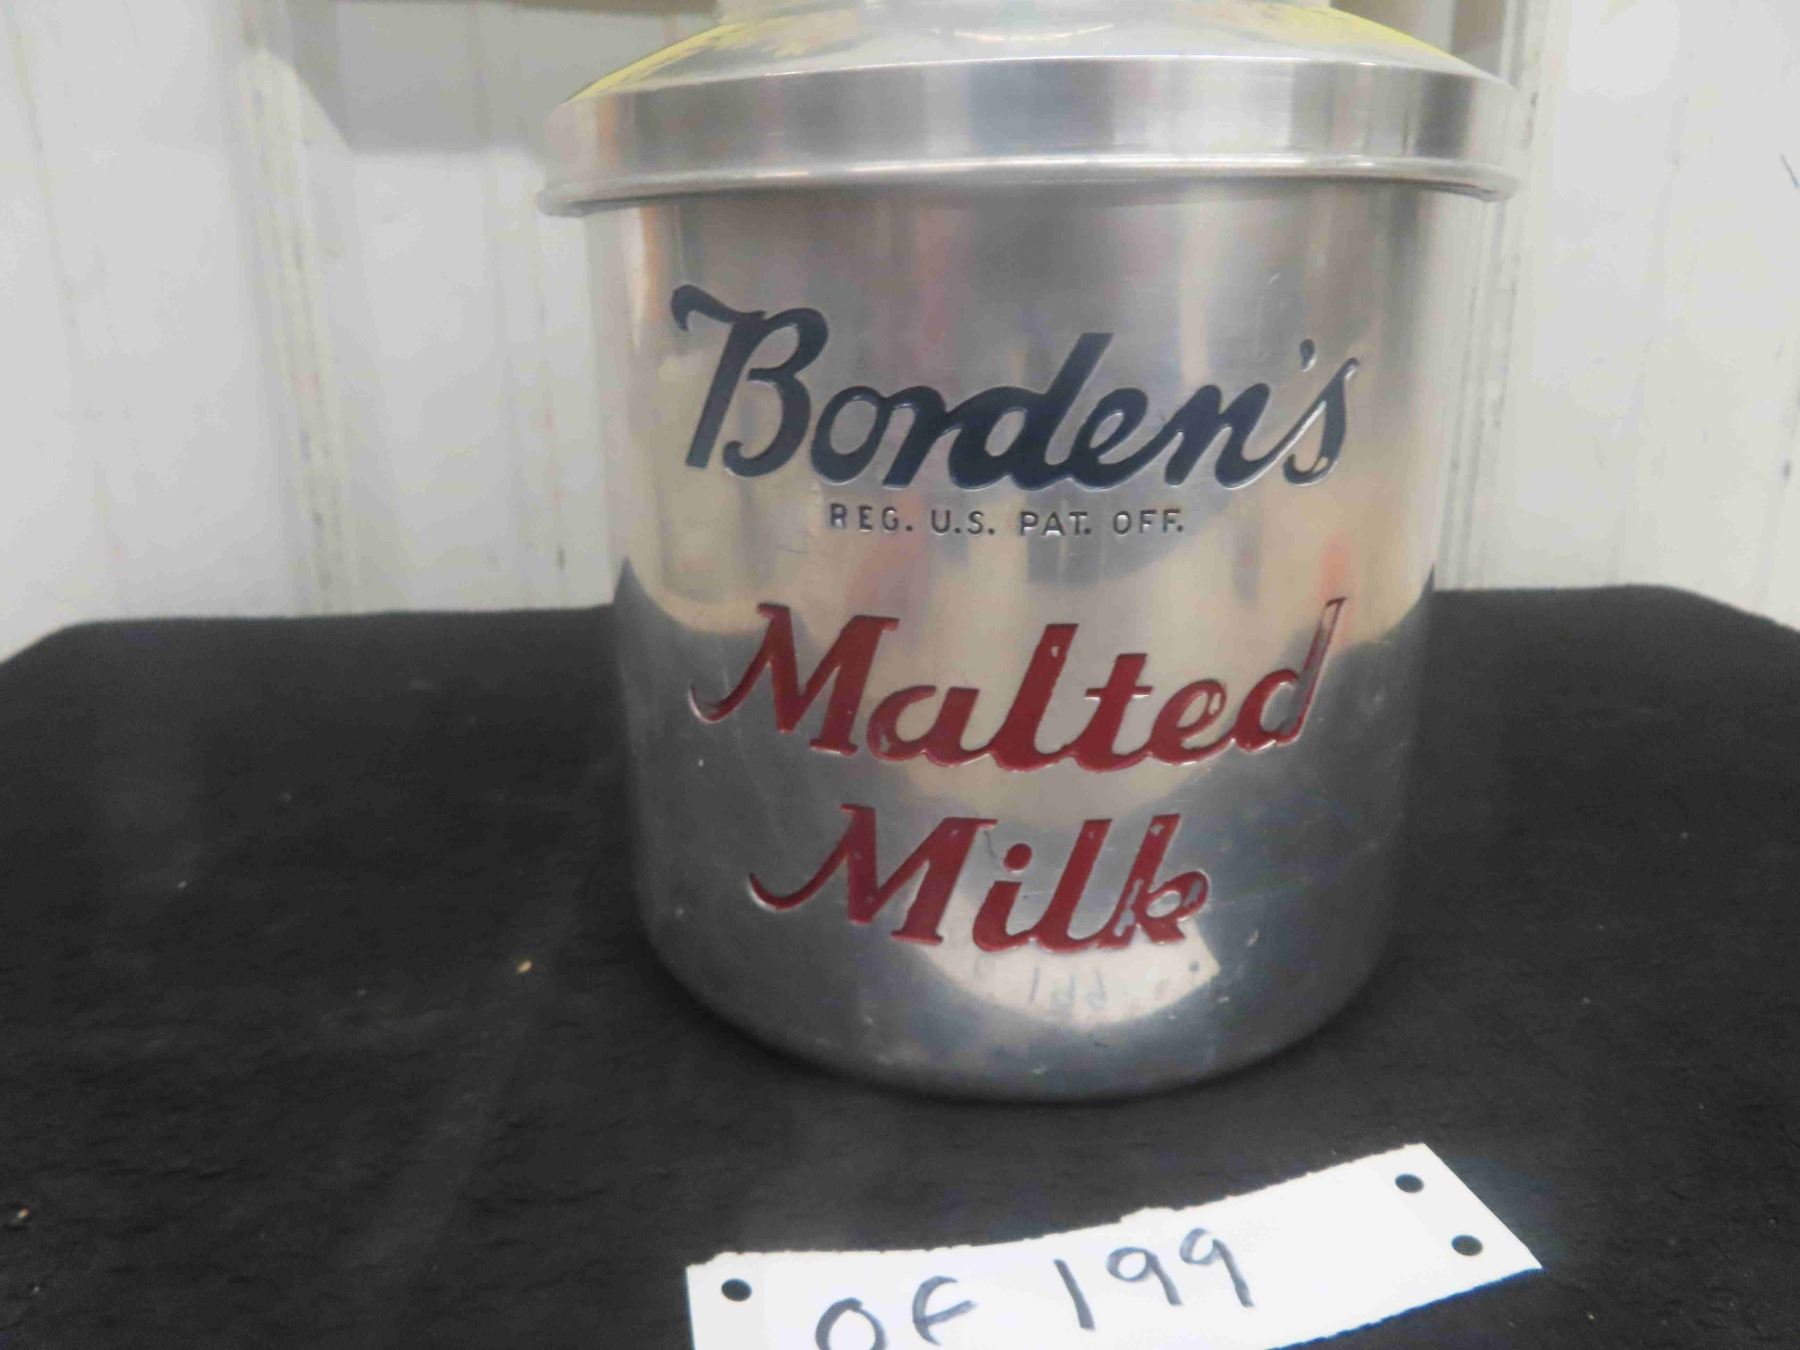 Borden's
REG. U.S. PAT. OFF.
Malted
Milk
OF 199